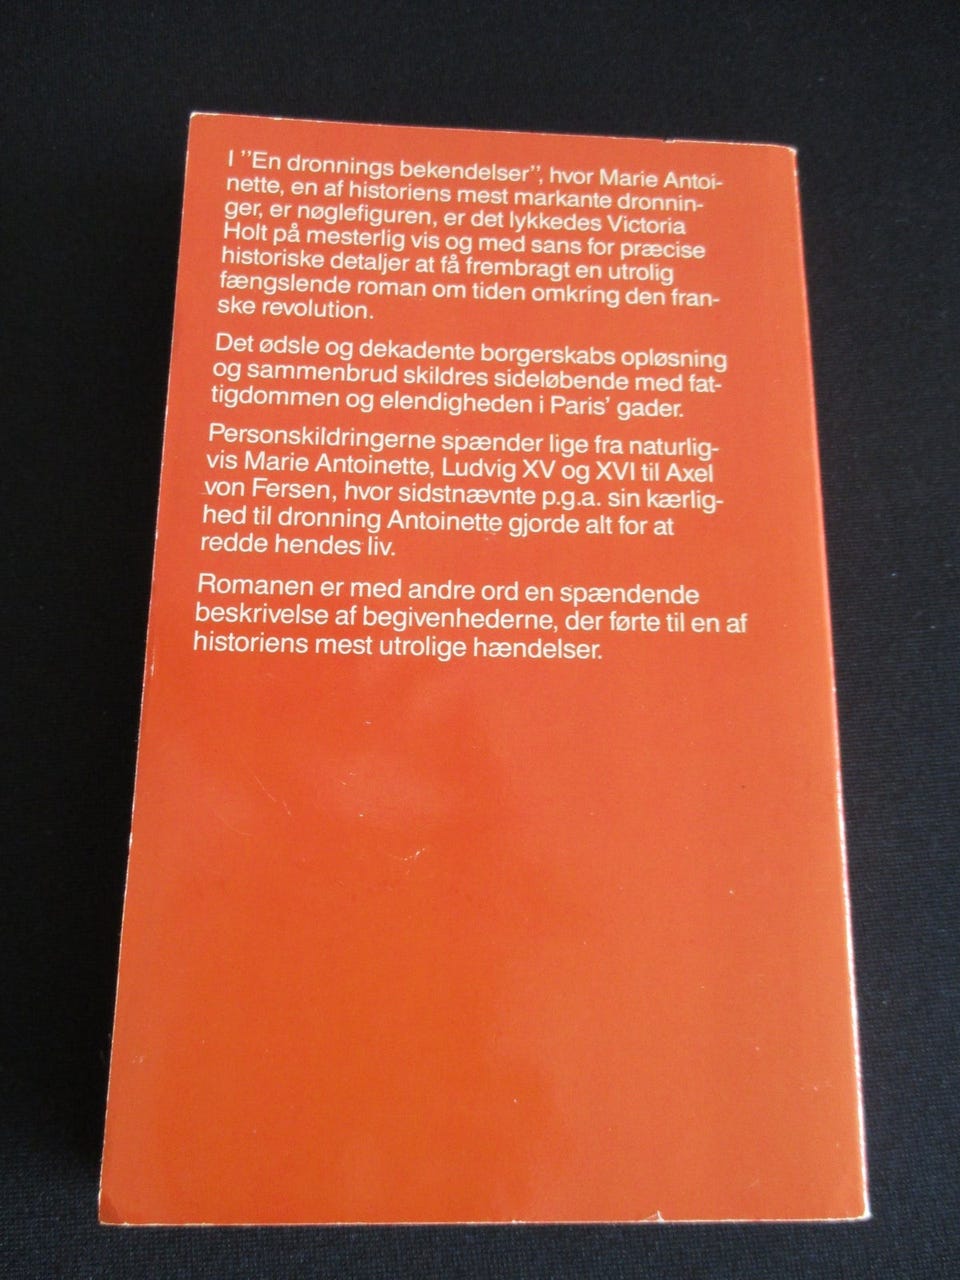 I ”En dronnings bekendelser”, hvor Marie Antoi-
nette, en af historiens mest markante dronnin-
ger, er nøglefiguren, er det lykkedes Victoria
Holt på mesterlig vis og med sans for præcise
historiske detaljer at få frembragt en utrolig
fængslende roman om tiden omkring den fran-
ske revolution.
Det ødsle og dekadente borgerskabs opløsning
og sammenbrud skildres sideløbende med fat-
tigdommen og elendigheden i Paris’ gader.
Personskildringerne spænder lige fra naturlig-
vis Marie Antoinette, Ludvig XV og XVI til Axel
von Fersen, hvor sidstnævnte p.g.a. sin kærlig-
hed til dronning Antoinette gjorde alt for at
redde hendes liv.
Romanen er med andre ord en spændende
beskrivelse af begivenhederne, der førte til en af
historiens mest utrolige hændelser.